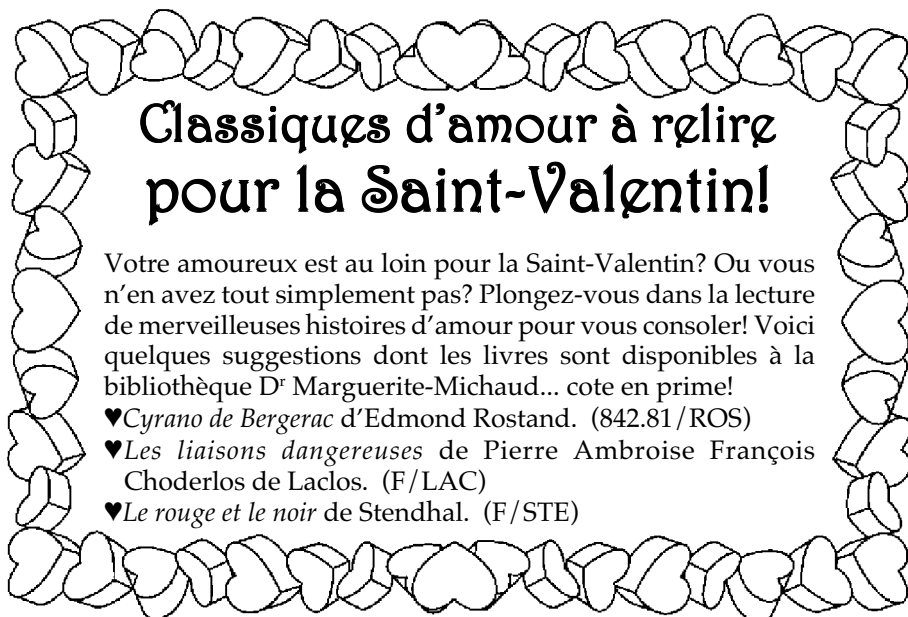 Classiques d'amour à relire
pour la Saint-Valentin!
Votre amoureux est au loin pour la Saint-Valentin? Ou vous
n'en avez tout simplement pas? Plongez-vous dans la lecture
de merveilleuses histoires d'amour pour vous consoler! Voici
quelques suggestions dont les livres sont disponibles à la
bibliothèque Dʳ Marguerite-Michaud... cote en prime!
♥Cyrano de Bergerac d'Edmond Rostand. (842.81/ROS)
♥Les liaisons dangereuses de Pierre Ambroise François
Choderlos de Laclos. (F/LAC)
♥Le rouge et le noir de Stendhal. (F/STE)